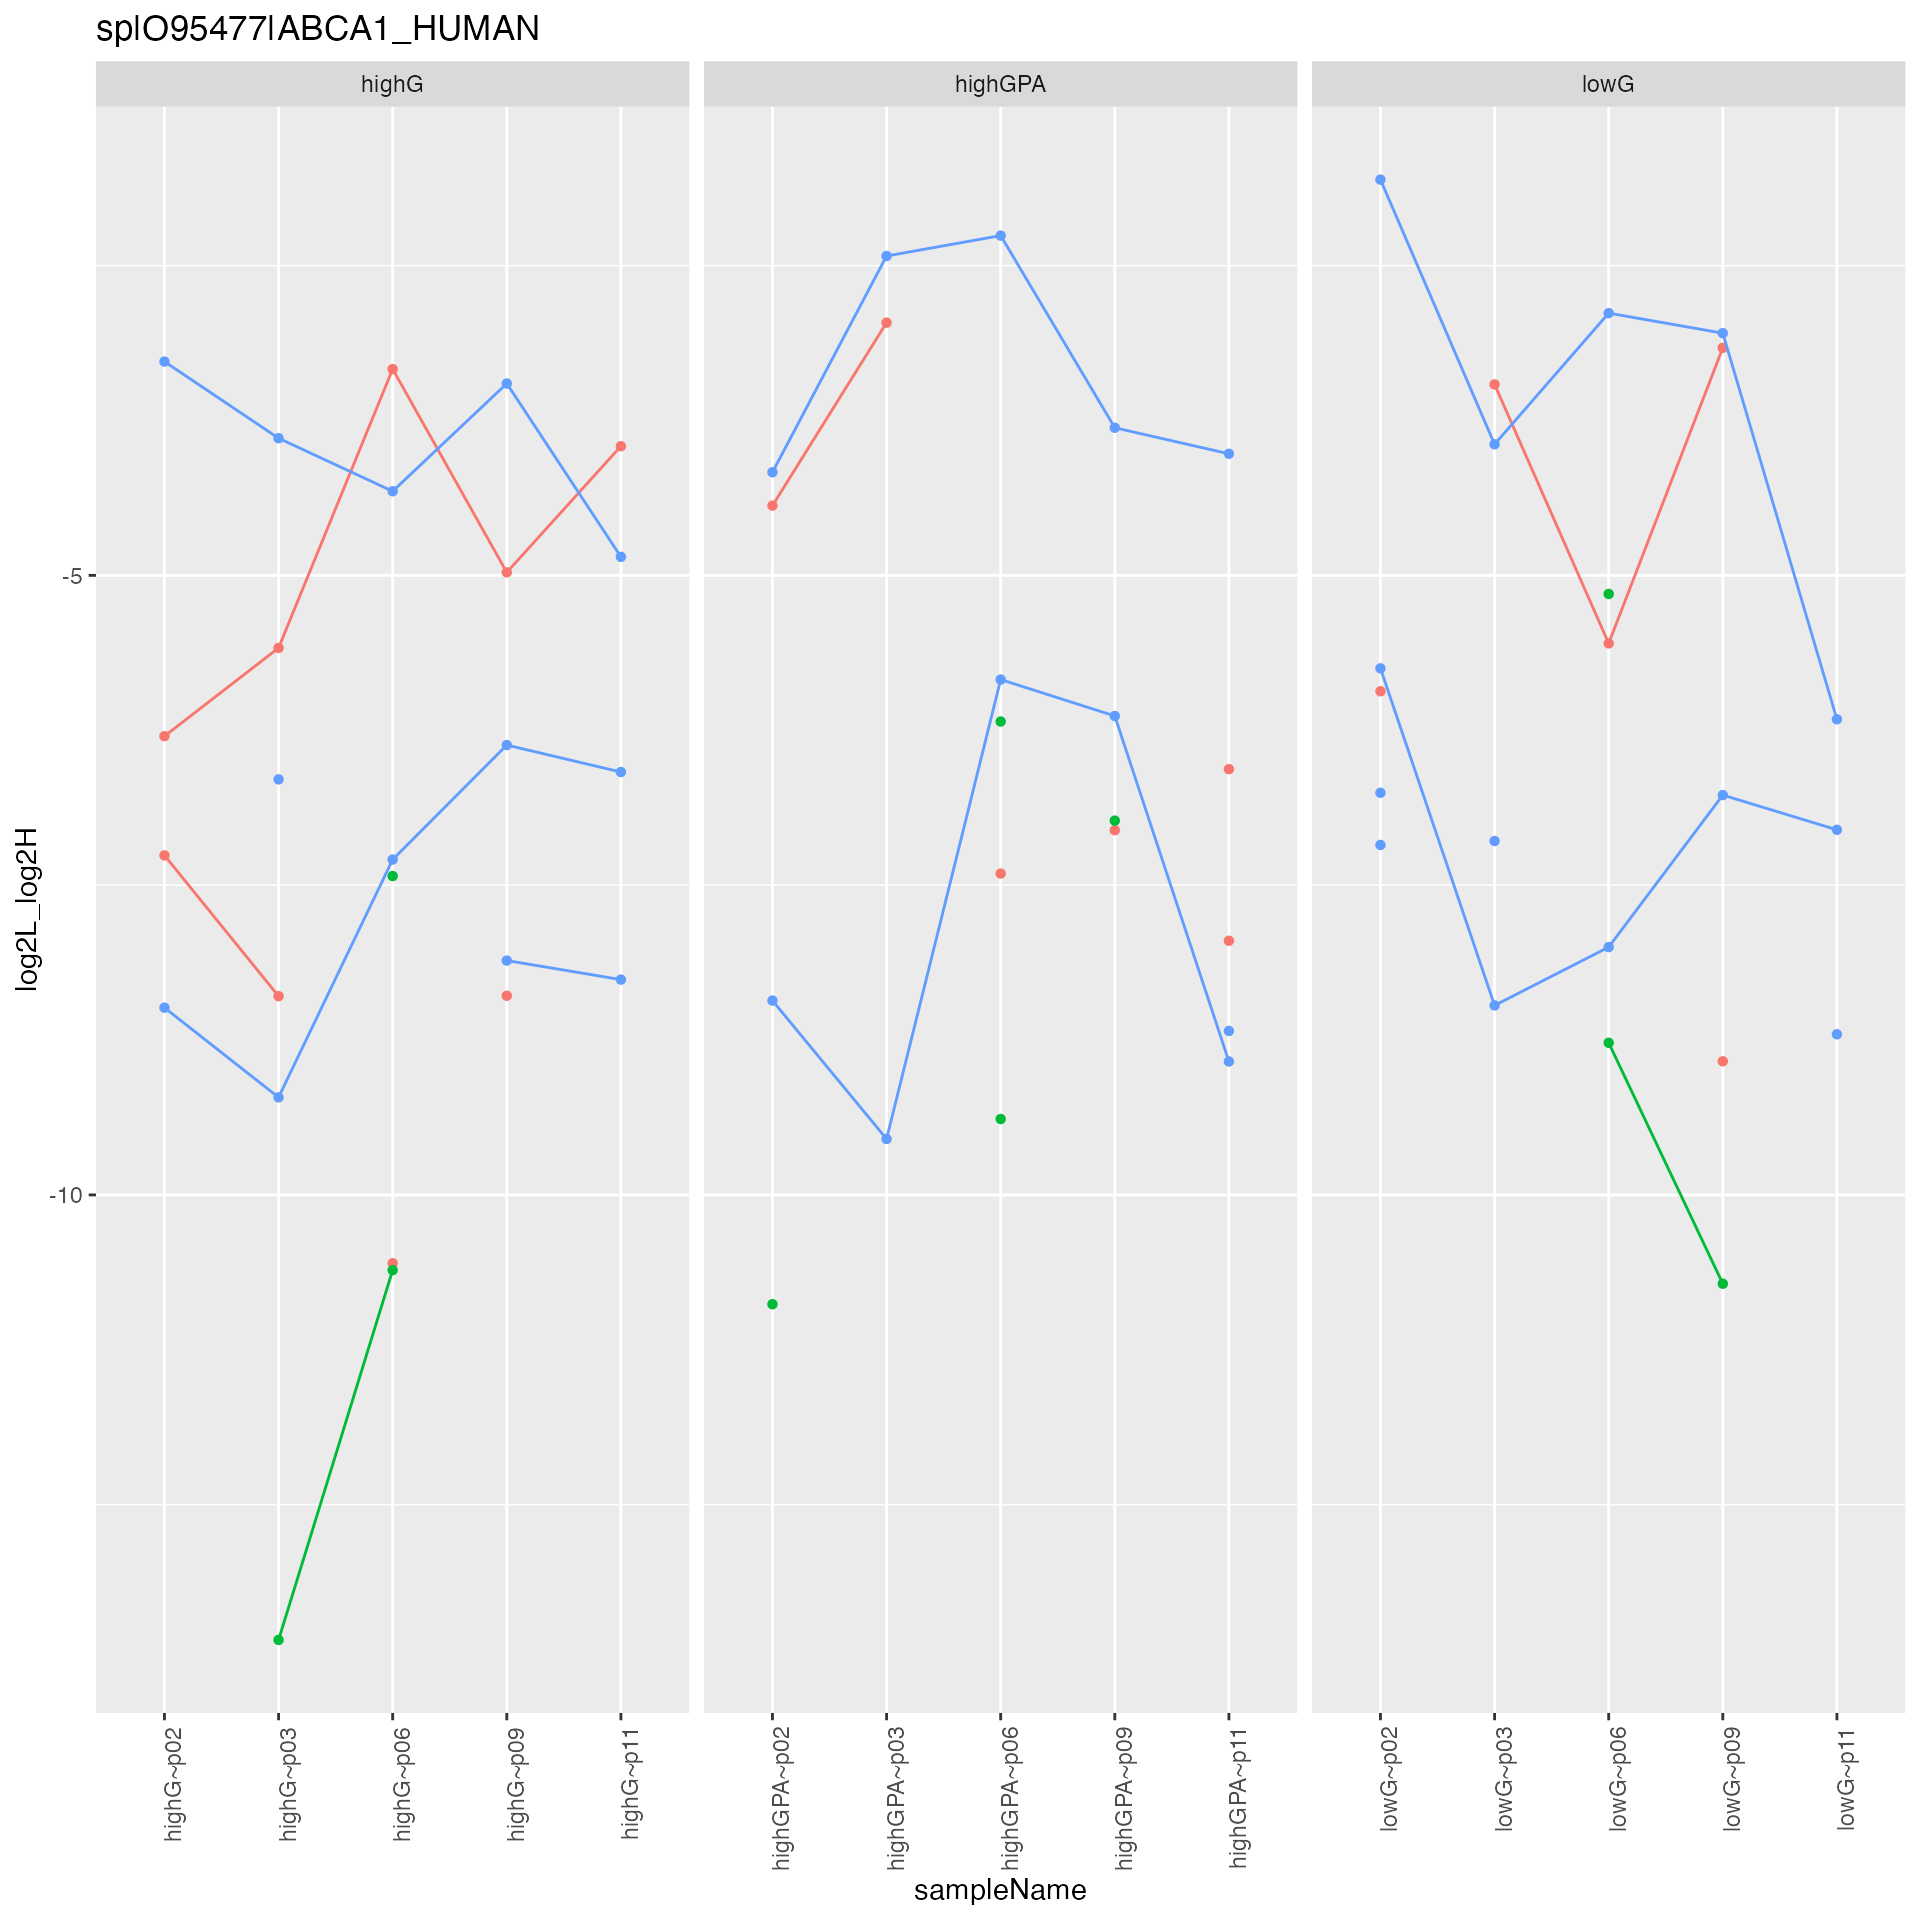 sp|O95477|ABCA1_HUMAN
highG
highGPA
lowG
log2L_log2H
-5
-10
highG~p02
highG~p03
highG~p06
highG~p09
highG~p11
highGPA~p02
highGPA~p03
highGPA~p06
highGPA~p09
highGPA~p11
lowG~p02
lowG~p03
lowG~p06
lowG~p09
lowG~p11
sampleName